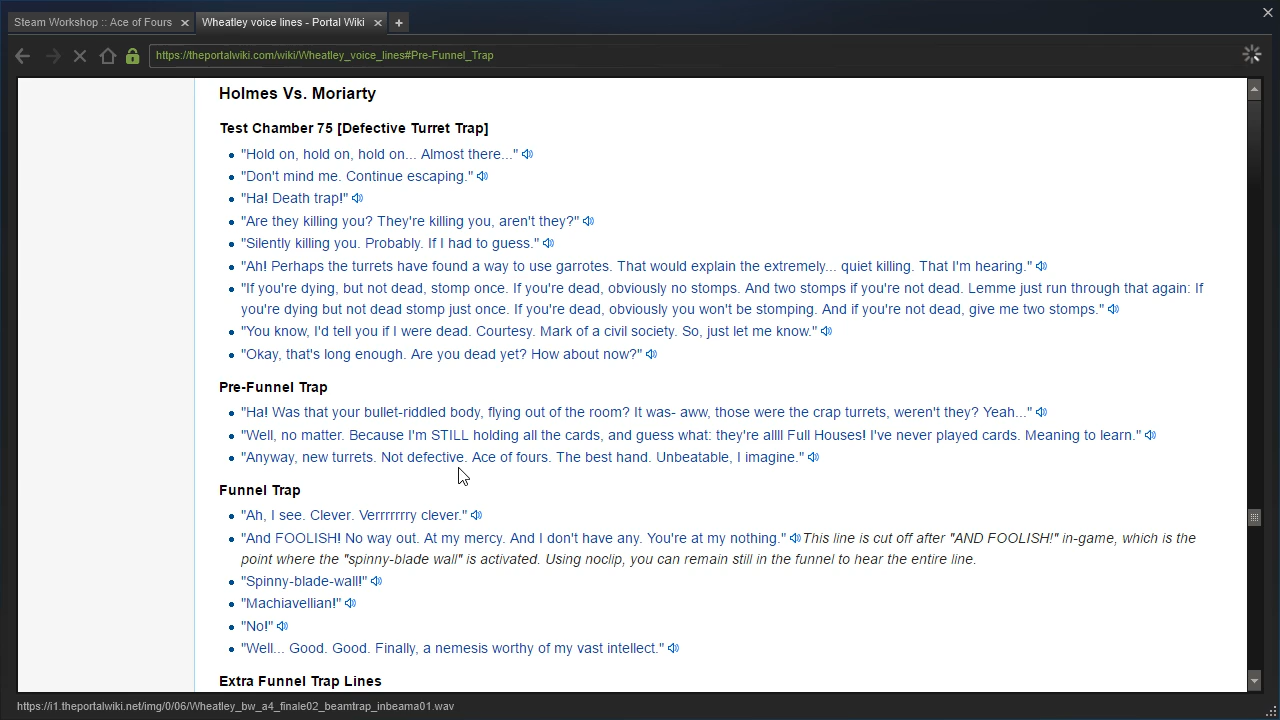 Steam Workshop :: Ace of Fours
Wheatley voice lines - Portal Wiki
https://theportalwiki.com/wiki/Wheatley_voice_lines#Pre-Funnel_Trap
Holmes Vs. Moriarty
Test Chamber 75 [Defective Turret Trap]
"Hold on, hold on, hold on... Almost there..."
"Don't mind me. Continue escaping."
"Ha! Death trap!"
"Are they killing you? They're killing you, aren't they?"
"Silently killing you. Probably. If I had to guess."
"Ah! Perhaps the turrets have found a way to use garrotes. That would explain the extremely... quiet killing. That I'm hearing."
"If you're dying, but not dead, stomp once. If you're dead, obviously no stomps. And two stomps if you're not dead. Lemme just run through that again: If
you're dying but not dead stomp just once. If you're dead, obviously you won't be stomping. And if you're not dead, give me two stomps."
"You know, I'd tell you if I were dead. Courtesy. Mark of a civil society. So, just let me know."
"Okay, that's long enough. Are you dead yet? How about now?"
Pre-Funnel Trap
"Ha! Was that your bullet-riddled body, flying out of the room? It was- aww, those were the crap turrets, weren't they? Yeah..."
"Well, no matter. Because I'm STILL holding all the cards, and guess what: they're allll Full Houses! I've never played cards. Meaning to learn."
"Anyway, new turrets. Not defective. Ace of fours. The best hand. Unbeatable, I imagine."
Funnel Trap
"Ah, I see. Clever. Verrrrrrry clever."
"And FOOLISH! No way out. At my mercy. And I don't have any. You're at my nothing." This line is cut off after "AND FOOLISH!" in-game, which is the
point where the "spinny-blade wall" is activated. Using noclip, you can remain still in the funnel to hear the entire line.
"Spinny-blade-wall!"
"Machiavellian!"
"No!"
"Well... Good. Good. Finally, a nemesis worthy of my vast intellect."
Extra Funnel Trap Lines
https://i1.theportalwiki.net/img/0/06/Wheatley_bw_a4_finale02_beamtrap_inbeama01.wav